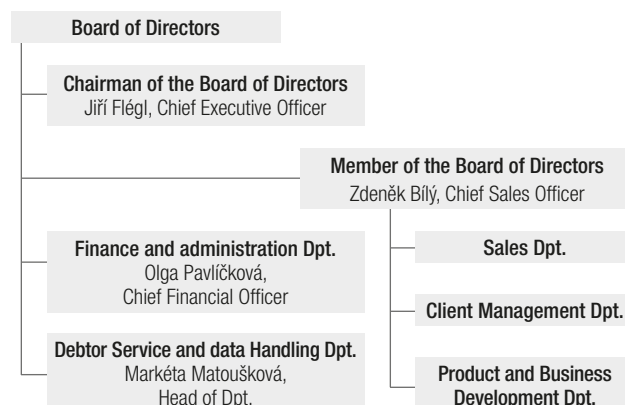 Board of Directors
Chairman of the Board of Directors
Jiří Flégl, Chief Executive Officer
Member of the Board of Directors
Zdeněk Bílý, Chief Sales Officer
Finance and administration Dpt.
Olga Pavlíčková,
Chief Financial Officer
Sales Dpt.
Client Management Dpt.
Debtor Service and data Handling Dpt.
Markéta Matoušková,
Head of Dpt.
Product and Business
Development Dpt.